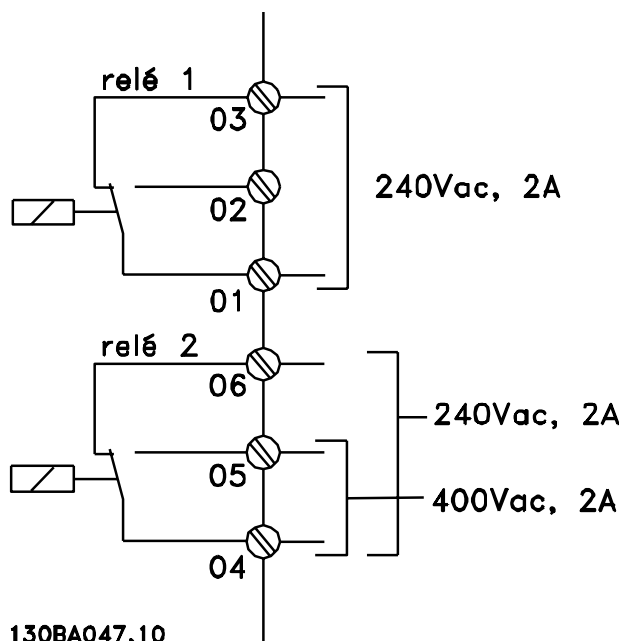 relé 1
03
02
240Vac, 2A
01
relé 2
06
240Vac, 2A
05
400Vac, 2A
04
130BA047.10